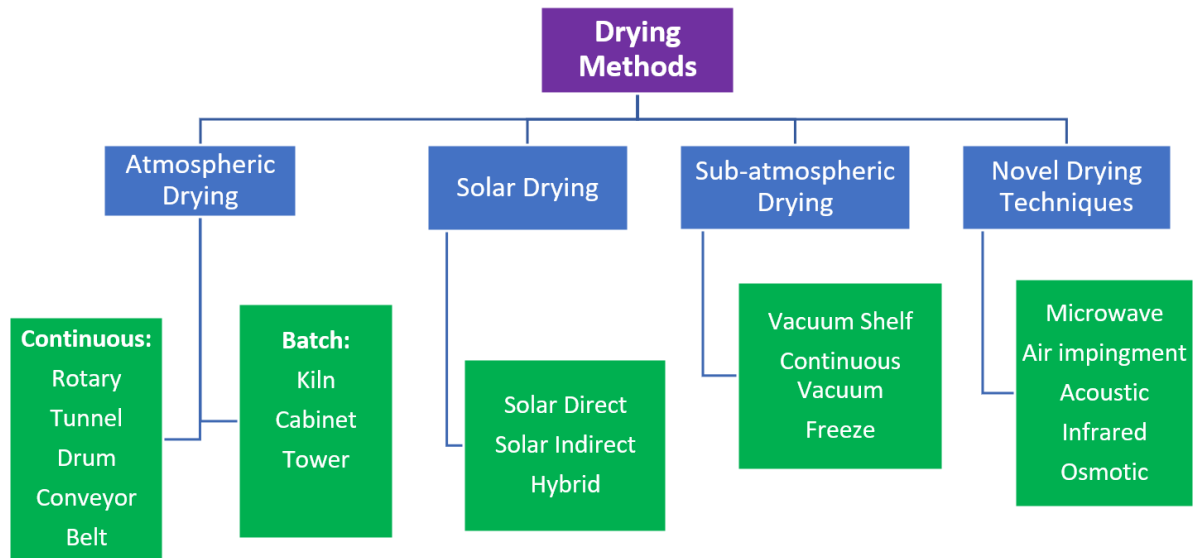 Drying
Methods
Atmospheric
Drying
Solar Drying
Sub-atmospheric
Drying
Novel Drying
Techniques
Continuous:
Rotary
Tunnel
Drum
Conveyor
Belt
Batch:
Kiln
Cabinet
Tower
Solar Direct
Solar Indirect
Hybrid
Vacuum Shelf
Continuous
Vacuum
Freeze
Microwave
Air impingment
Acoustic
Infrared
Osmotic